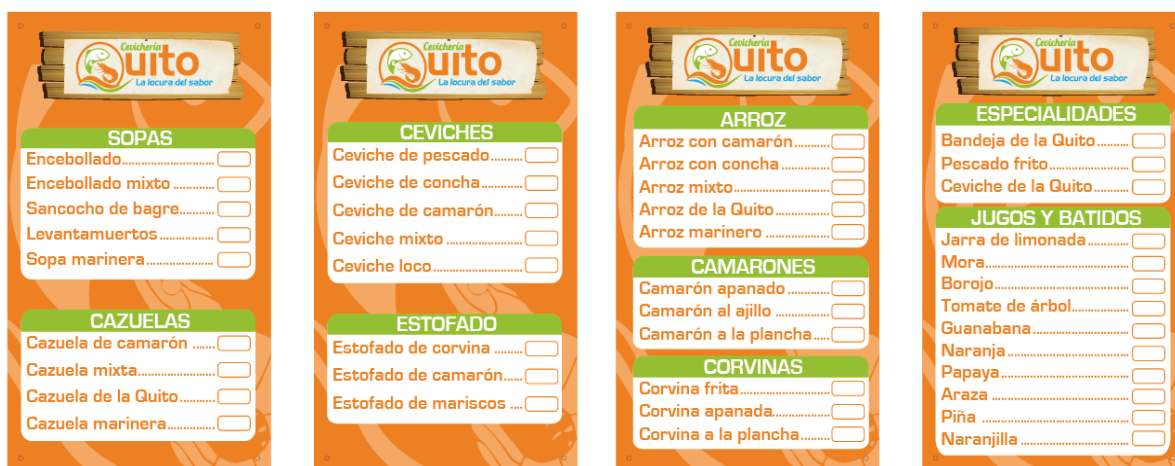 Cevichería
Quito
La locura del sabor
SOPAS
Encebollado
Encebollado mixto
Sancocho de bagre
Levantamuertos
Sopa marinera
CAZUELAS
Cazuela de camarón
Cazuela mixta
Cazuela de la Quito
Cazuela marinera
Cevichería
Quito
La locura del sabor
CEVICHES
Ceviche de pescado
Ceviche de concha
Ceviche de camarón
Ceviche mixto
Ceviche loco
ESTOFADO
Estofado de corvina
Estofado de camarón
Estofado de mariscos
Cevichería
Quito
La locura del sabor
ARROZ
Arroz con camarón
Arroz con concha
Arroz mixto
Arroz de la Quito
Arroz marinero
CAMARONES
Camarón apanado
Camarón al ajillo
Camarón a la plancha
CORVINAS
Corvina frita
Corvina apanada
Corvina a la plancha
Cevichería
Quito
La locura del sabor
ESPECIALIDADES
Bandeja de la Quito
Pescado frito
Ceviche de la Quito
JUGOS Y BATIDOS
Jarra de limonada
Mora
Borojo
Tomate de árbol
Guanabana
Naranja
Papaya
Araza
Piña
Naranjilla